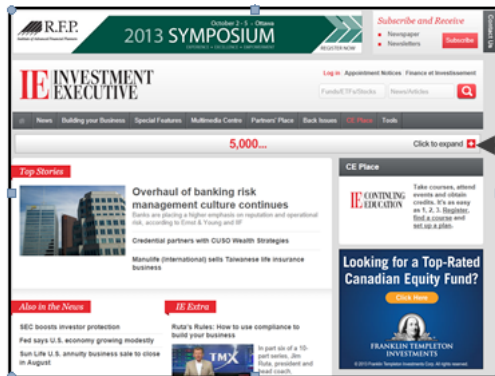 R.F.P.
Institute of Advanced Financial Planners
October 2 - 5 • Ottawa
2013 SYMPOSIUM
EXPERIENCE • EXCELLENCE • EMPOWERMENT
REGISTER NOW
Subscribe and Receive
Newspaper
Newsletters
Subscribe
Contact Us
IE INVESTMENT
EXECUTIVE
Log in Appointment Notices Finance et Investissement
Funds/ETFs/Stocks
News/Articles
News Building your Business Special Features Multimedia Centre Partners' Place Back Issues CE Place Tools
5,000...
Click to expand
Top Stories
Overhaul of banking risk
management culture continues
Banks are placing a higher emphasis on reputation and operational
risk, according to Ernst & Young and IIF
Credential partners with CUSO Wealth Strategies
Manulife (International) sells Taiwanese life insurance
business
CE Place
IE CONTINUING
EDUCATION
Take courses, attend
events and obtain
credits. It's as easy
as 1, 2, 3. Register,
find a course and
set up a plan.
Looking for a Top-Rated
Canadian Equity Fund?
Click Here
FRANKLIN TEMPLETON
INVESTMENTS
© 2013 Franklin Templeton Investments Corp. All rights reserved.
Also in the News
SEC boosts investor protection
Fed says U.S. economy growing modestly
Sun Life U.S. annuity business sale to close
in August
IE Extra
Ruta's Rules: How to use compliance to
build your business
TMX
In part six of a 10-
part series, Jim
Ruta, president and
head coach,